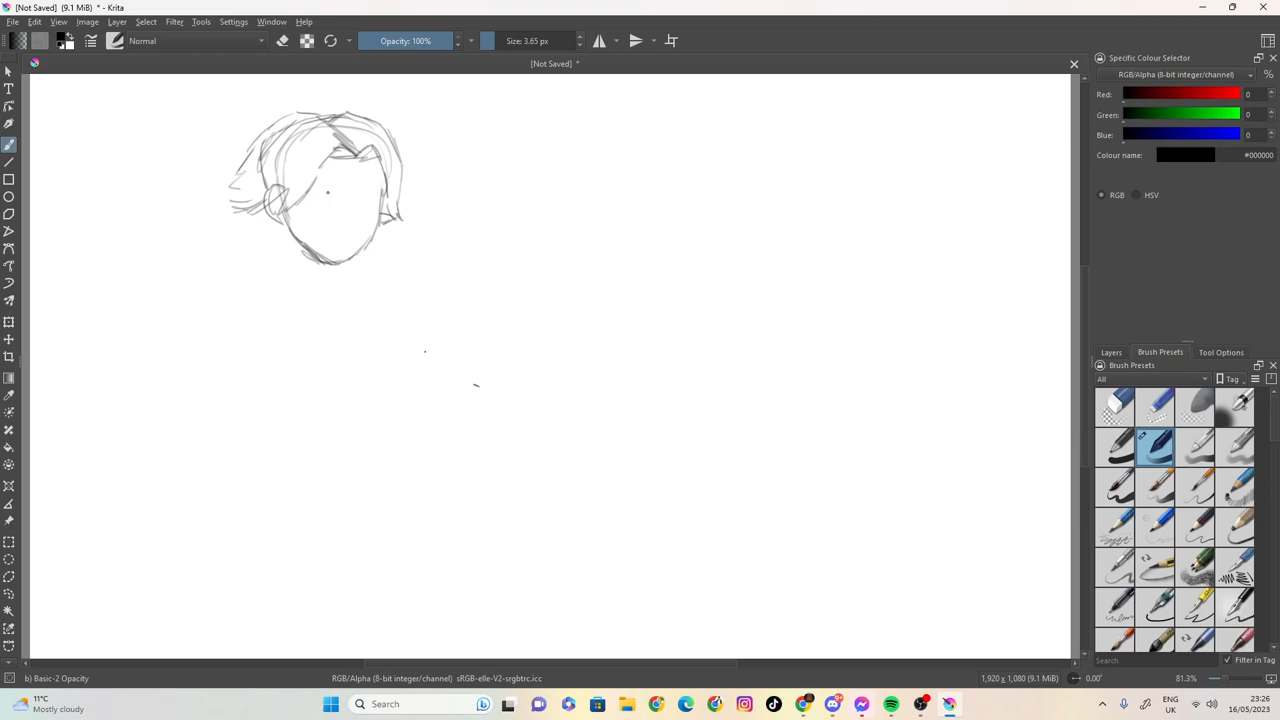 [Not Saved] (9.1 MiB) * - Krita
File Edit View Image Layer Select Filter Tools Settings Window Help
Normal Opacity: 100% Size: 3.65 px
[Not Saved] *
Specific Colour Selector
RGB/Alpha (8-bit integer/channel) %
Red: 0
Green: 0
Blue: 0
Colour name: #000000
RGB HSV
Layers Brush Presets Tool Options
Brush Presets
All Tag
Search Filter in Tag
b) Basic-2 Opacity RGB/Alpha (8-bit integer/channel) sRGB-elle-V2-srgbtrc.icc 1,920 x 1,080 (9.1 MiB) 0.00° 81.3%
11°C
Mostly cloudy
Search
ENG
UK
23:26
16/05/2023